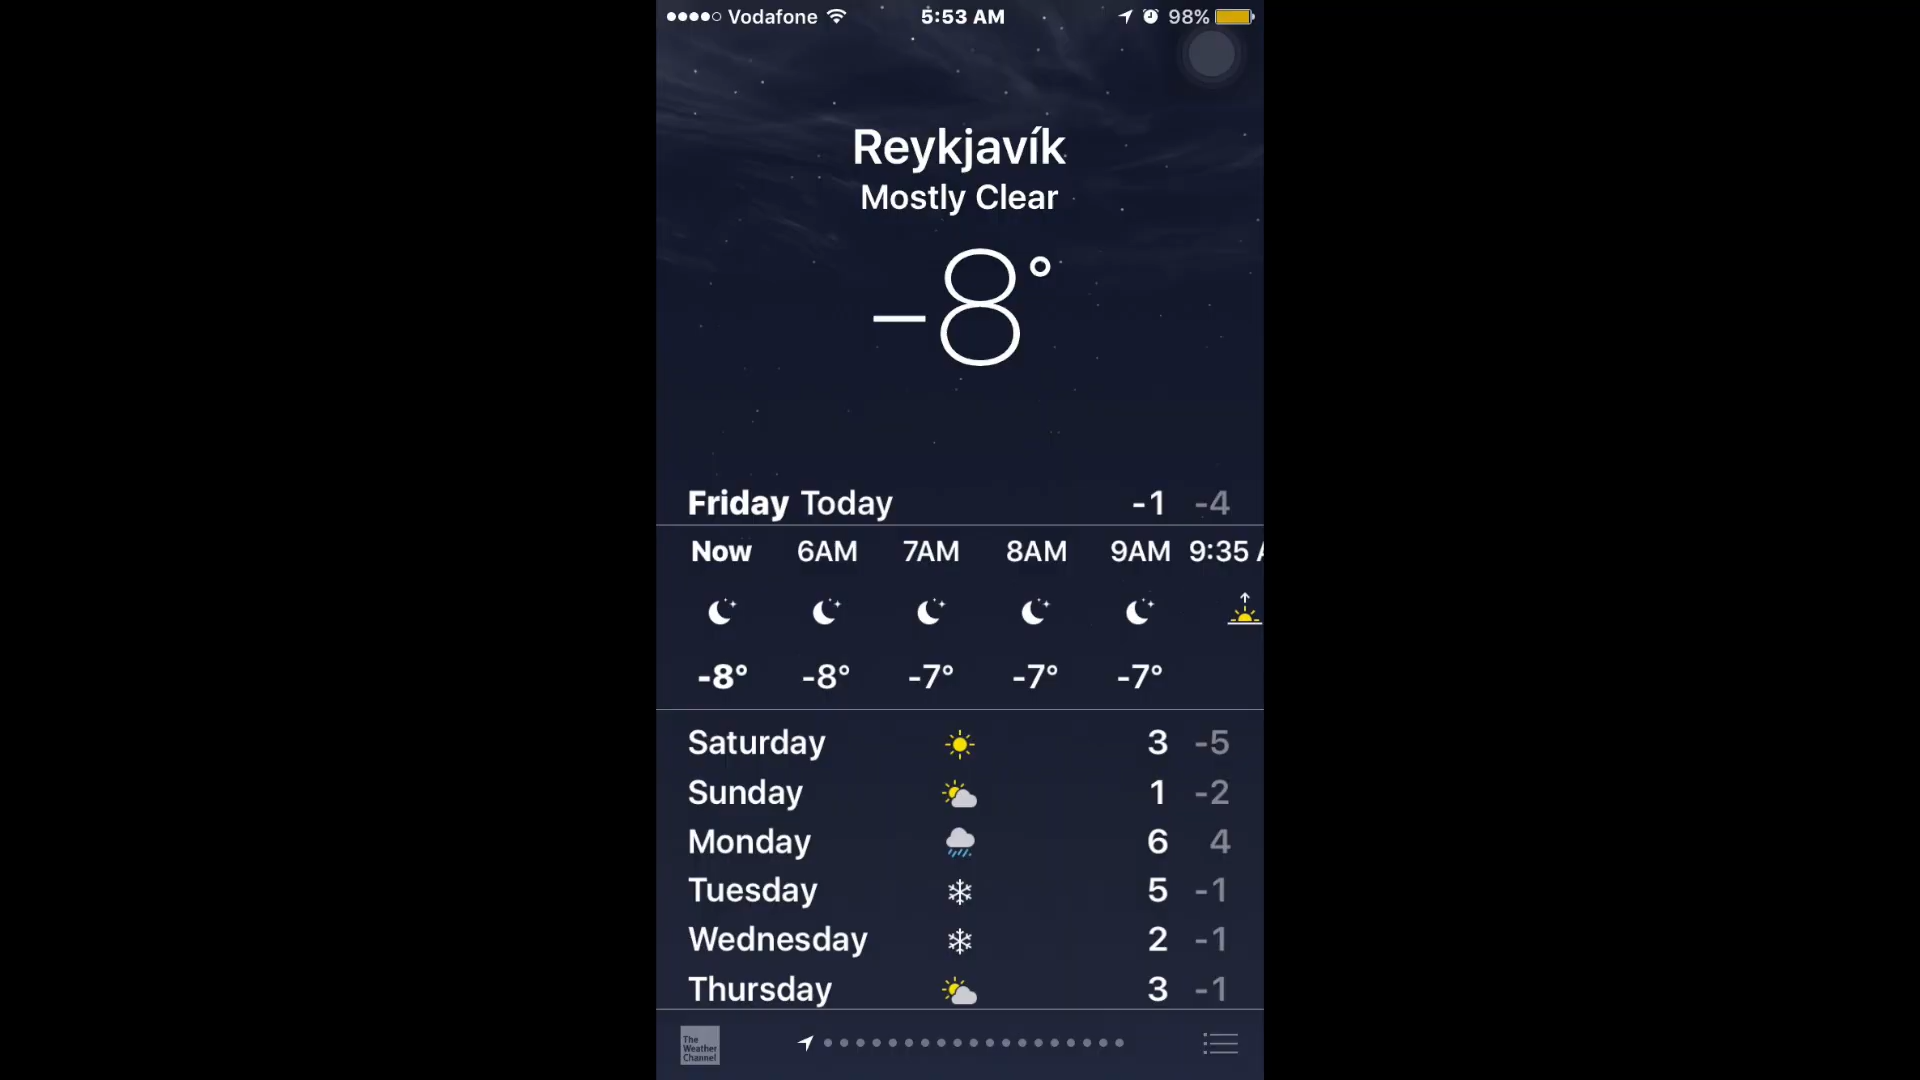 Vodafone 5:53 AM 98%
Reykjavík
Mostly Clear
-8°
Friday Today -1 -4
Now 6AM 7AM 8AM 9AM 9:35 A
-8° -8° -7° -7° -7°
Saturday 3 -5
Sunday 1 -2
Monday 6 4
Tuesday 5 -1
Wednesday 2 -1
Thursday 3 -1
The
Weather
Channel